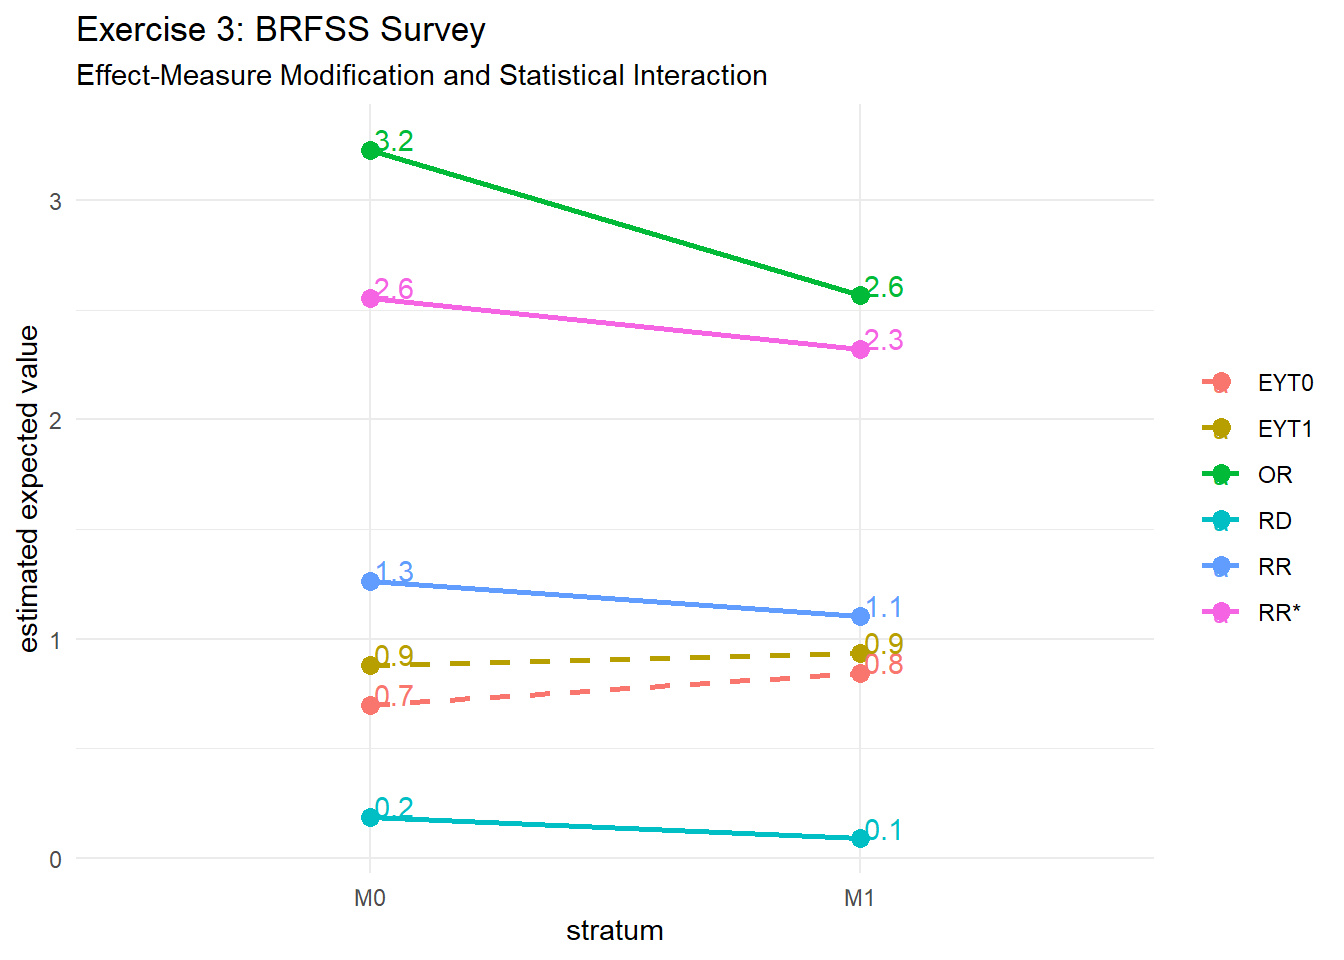 Exercise 3: BRFSS Survey
Effect-Measure Modification and Statistical Interaction
estimated expected value
3
2
1
0
3.2
2.6
2.6
2.3
1.3
1.1
0.9
0.9
0.7
0.8
0.2
0.1
M0
M1
stratum
EYT0
EYT1
OR
RD
RR
RR*